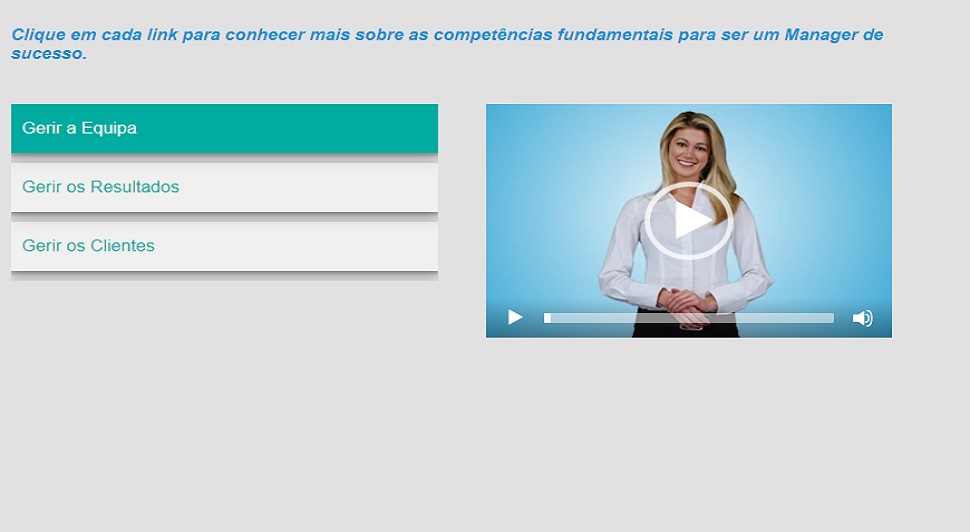 Clique em cada link para conhecer mais sobre as competências fundamentais para ser um Manager de
sucesso.
Gerir a Equipa
Gerir os Resultados
Gerir os Clientes